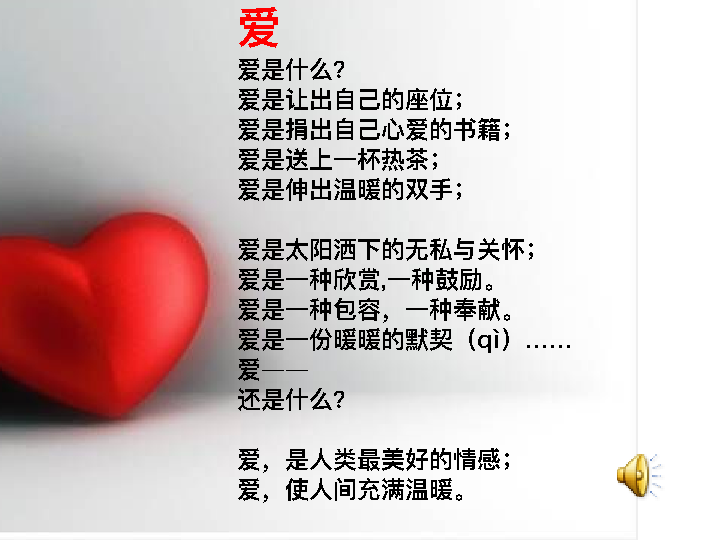 爱
爱是什么?
爱是让出自己的座位；
爱是捐出自己心爱的书籍；
爱是送上一杯热茶；
爱是伸出温暖的双手；
爱是太阳洒下的无私与关怀；
爱是一种欣赏,一种鼓励。
爱是一种包容，一种奉献。
爱是一份暖暖的默契（qì）……
爱——
还是什么?
爱，是人类最美好的情感；
爱，使人间充满温暖。